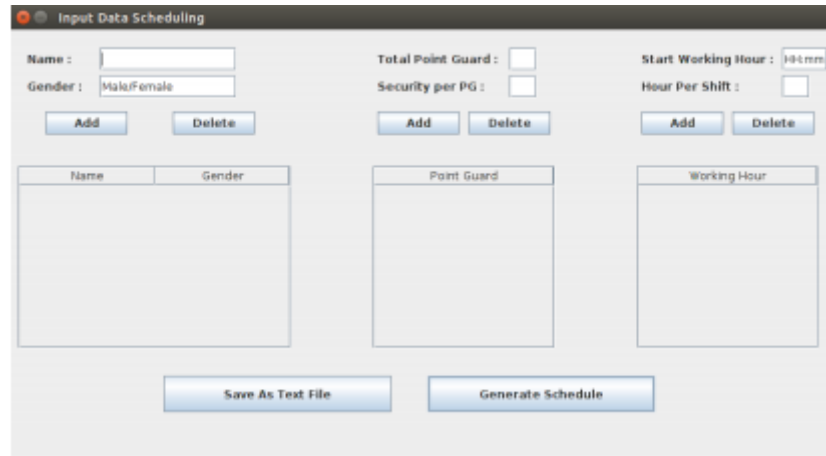 Input Data Scheduling
Name : Total Point Guard : Start Working Hour : HH:mm
Gender : Male/Female Security per PG : Hour Per Shift :
Add Delete Add Delete Add Delete
Name Gender Point Guard Working Hour
Save As Text File Generate Schedule